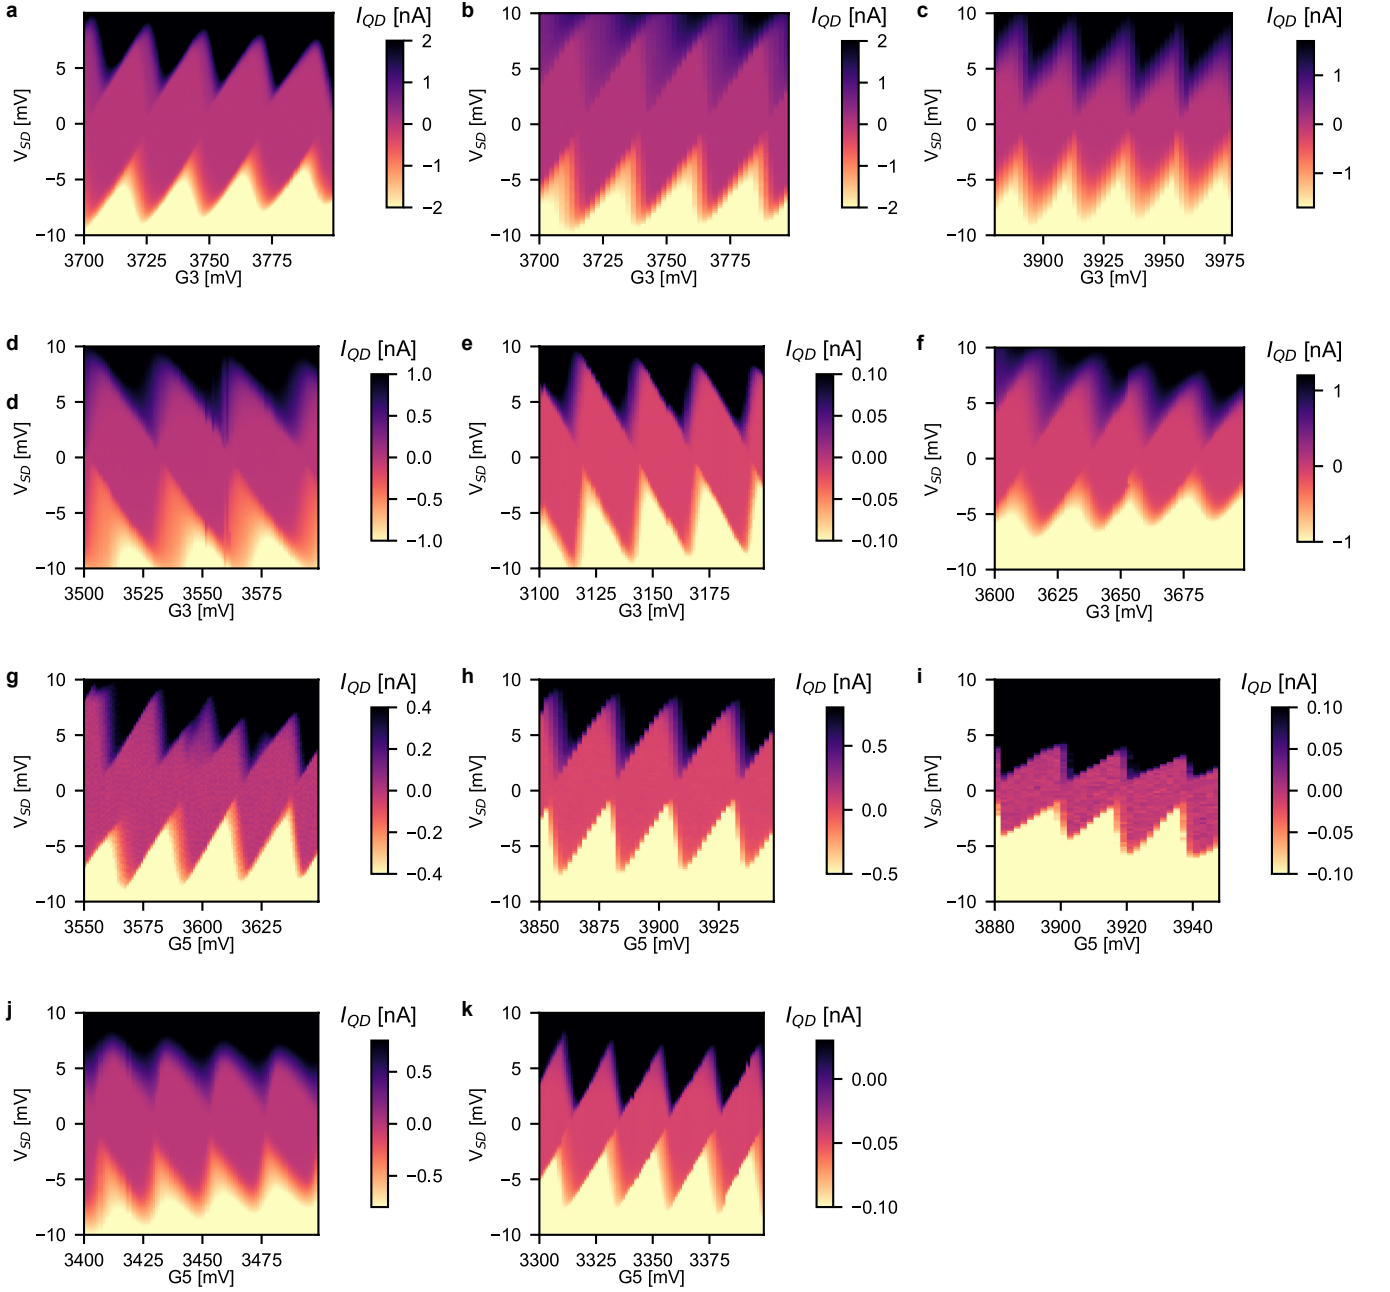 a
I_QD [nA]
10
5
0
−5
−10
V_SD [mV]
3700 3725 3750 3775
G3 [mV]
2
1
0
−1
−2
b
I_QD [nA]
10
5
0
−5
−10
V_SD [mV]
3700 3725 3750 3775
G3 [mV]
2
1
0
−1
−2
c
I_QD [nA]
10
5
0
−5
−10
V_SD [mV]
3900 3925 3950 3975
G3 [mV]
1
0
−1
d
d
I_QD [nA]
10
5
0
−5
−10
V_SD [mV]
3500 3525 3550 3575
G3 [mV]
1.0
0.5
0.0
−0.5
−1.0
e
I_QD [nA]
10
5
0
−5
−10
V_SD [mV]
3100 3125 3150 3175
G3 [mV]
0.10
0.05
0.00
−0.05
−0.10
f
I_QD [nA]
10
5
0
−5
−10
V_SD [mV]
3600 3625 3650 3675
G3 [mV]
1
0
−1
g
I_QD [nA]
10
5
0
−5
−10
V_SD [mV]
3550 3575 3600 3625
G5 [mV]
0.4
0.2
0.0
−0.2
−0.4
h
I_QD [nA]
10
5
0
−5
−10
V_SD [mV]
3850 3875 3900 3925
G5 [mV]
0.5
0.0
−0.5
i
I_QD [nA]
10
5
0
−5
−10
V_SD [mV]
3880 3900 3920 3940
G5 [mV]
0.10
0.05
0.00
−0.05
−0.10
j
I_QD [nA]
10
5
0
−5
−10
V_SD [mV]
3400 3425 3450 3475
G5 [mV]
0.5
0.0
−0.5
k
I_QD [nA]
10
5
0
−5
−10
V_SD [mV]
3300 3325 3350 3375
G5 [mV]
0.00
−0.05
−0.10